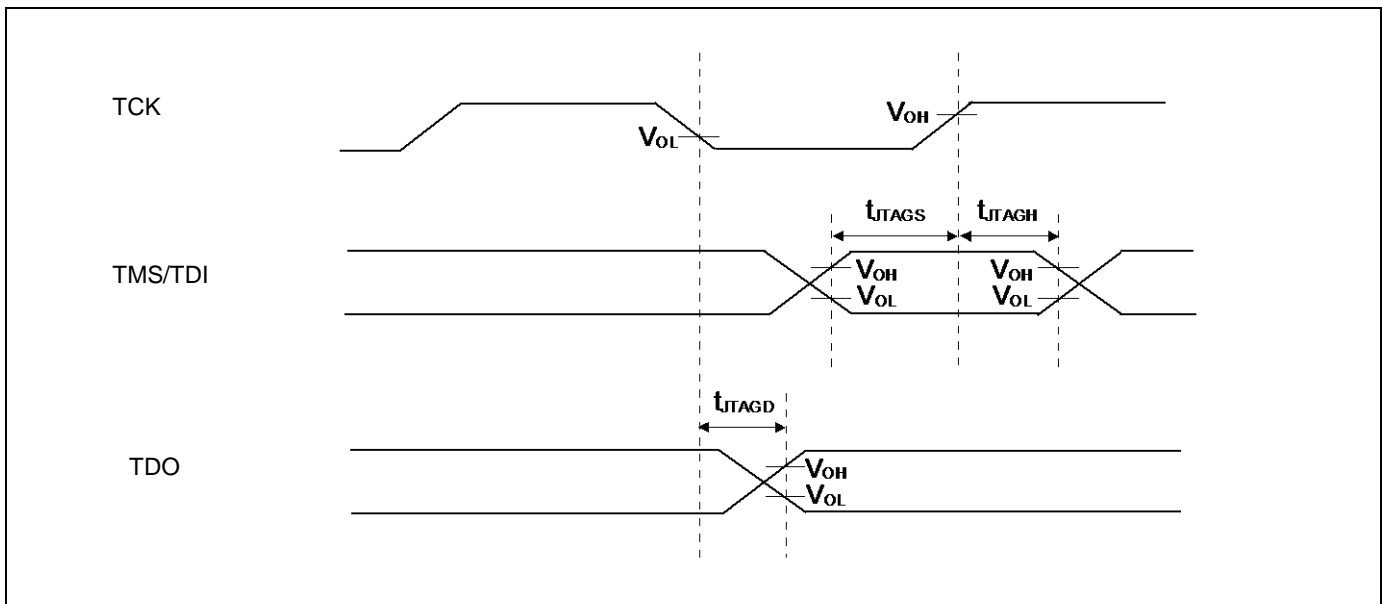 TCK
VOL
VOH
tJTAGS
tJTAGH
TMS/TDI
VOH
VOL
VOH
VOL
tJTAGD
TDO
VOH
VOL